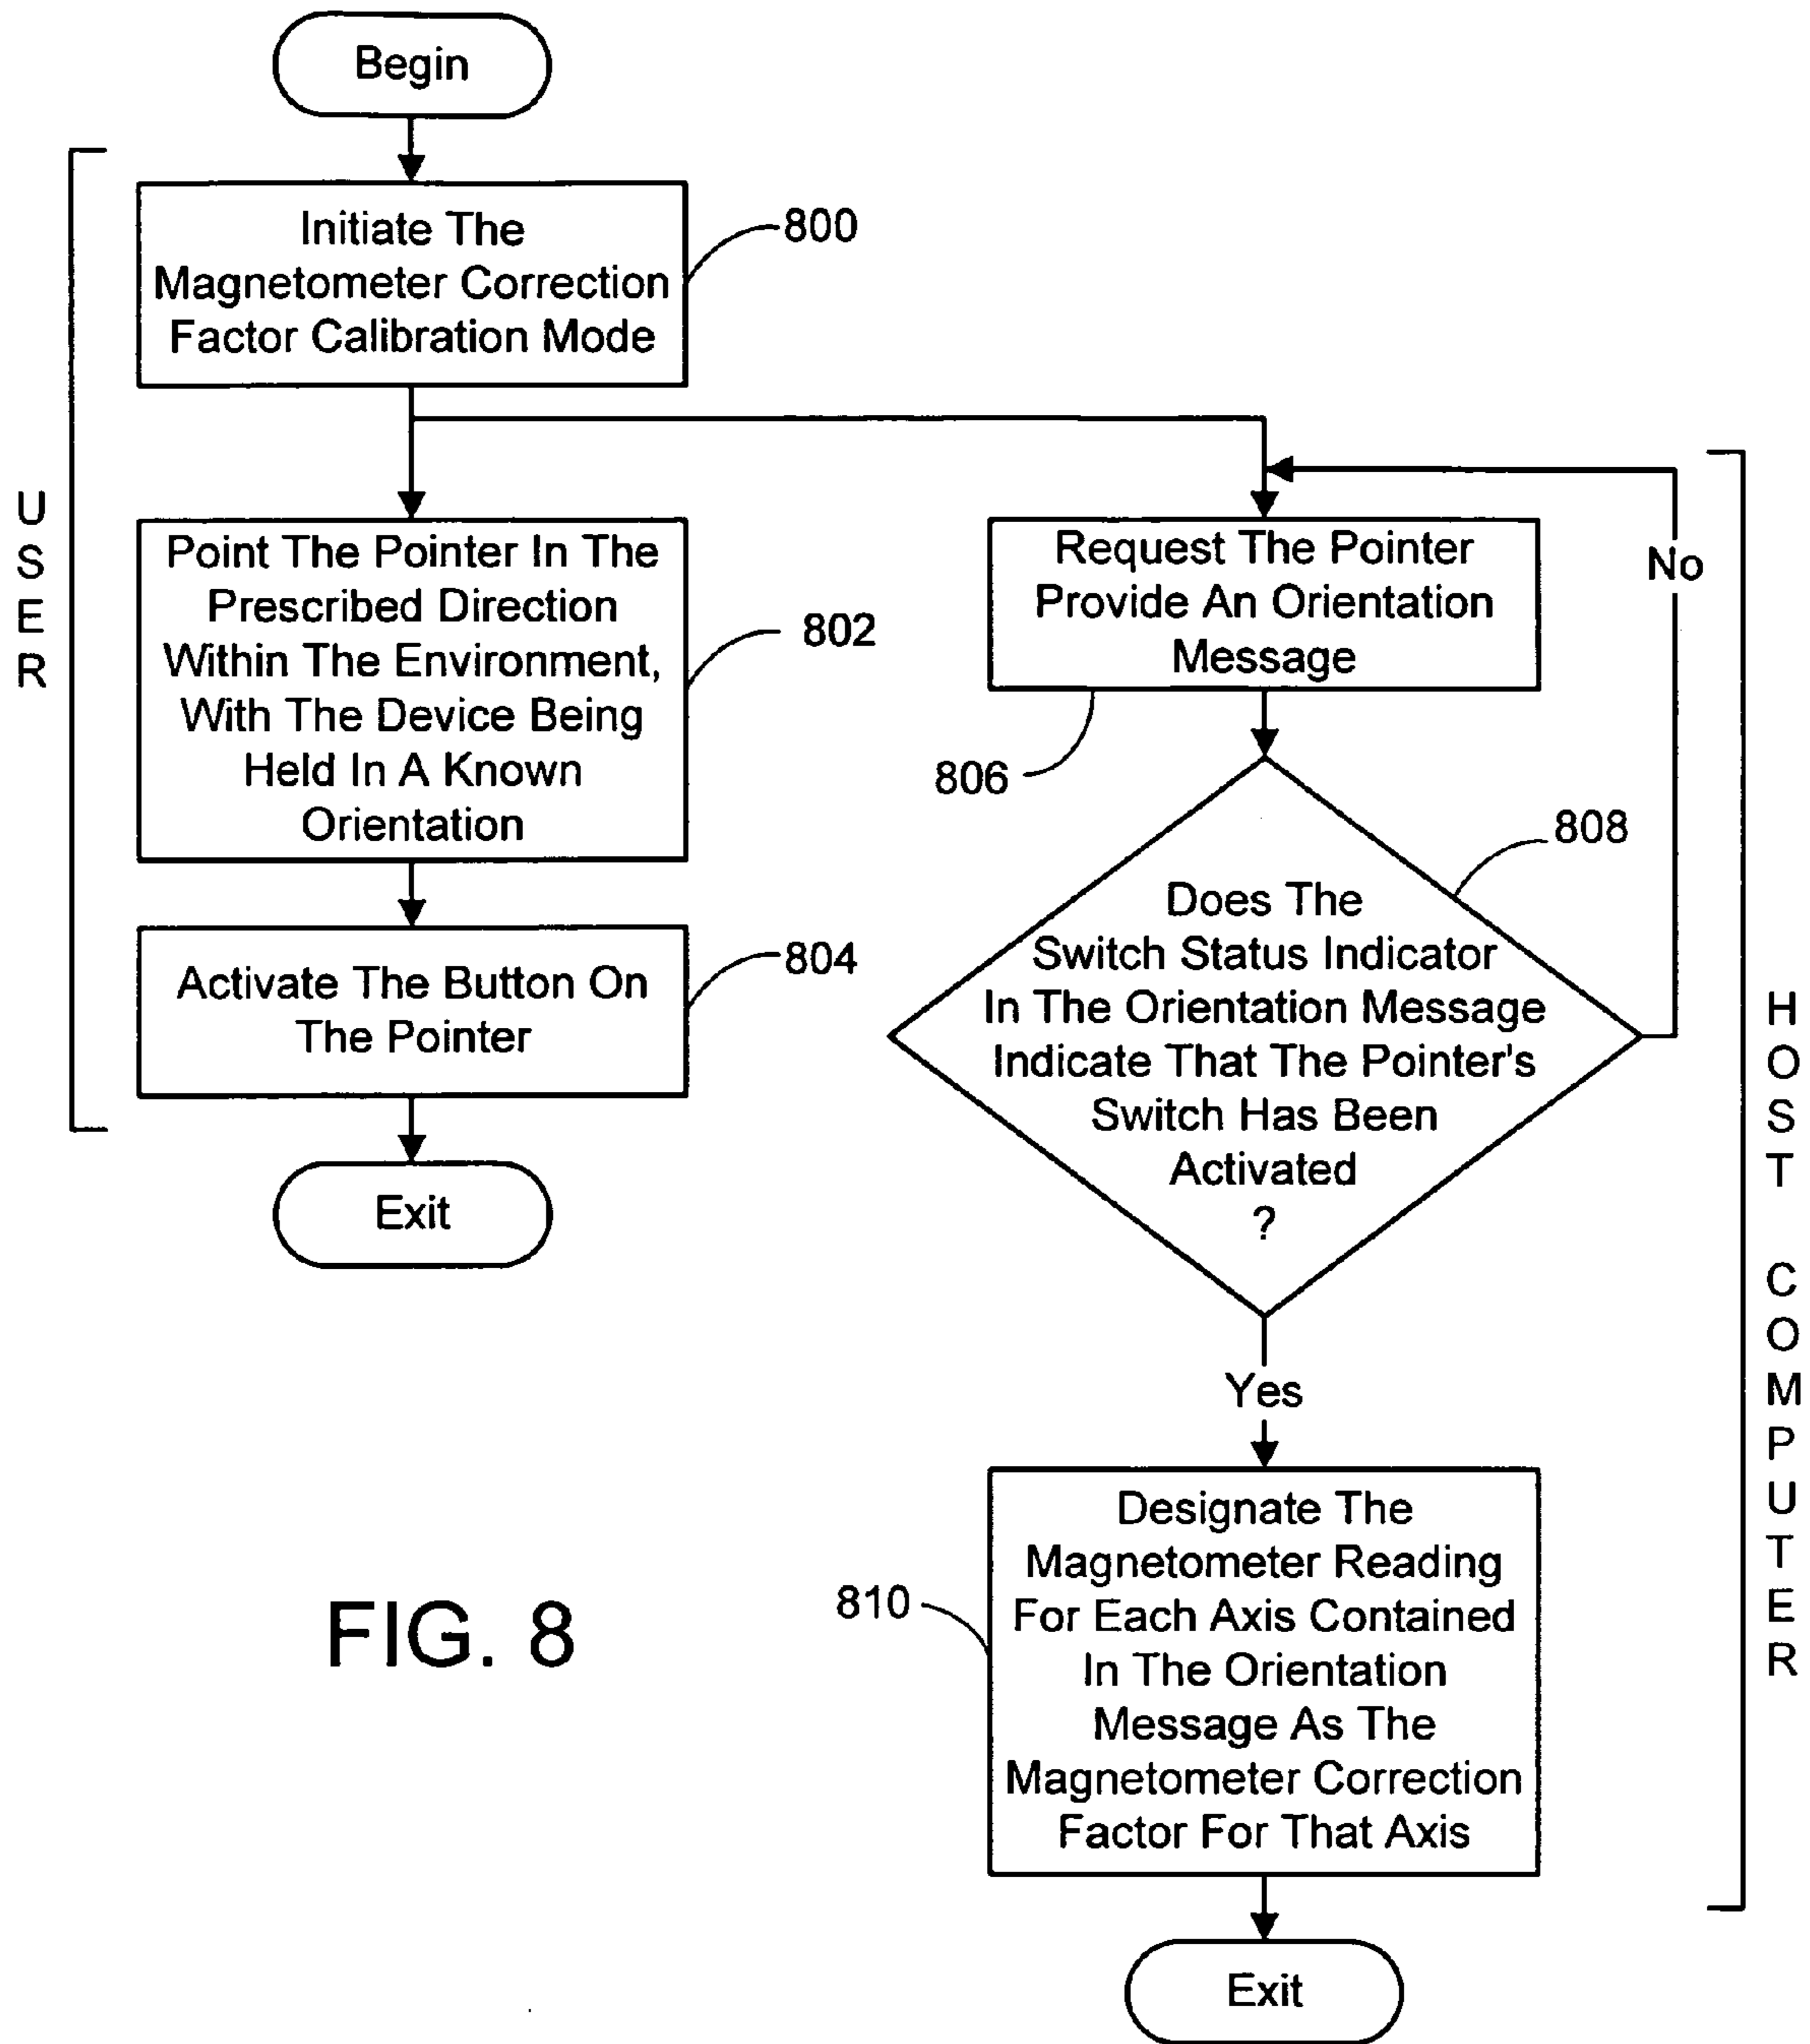 Begin
Initiate The
Magnetometer Correction
Factor Calibration Mode
800
USER
Point The Pointer In The
Prescribed Direction
Within The Environment,
With The Device Being
Held In A Known
Orientation
802
Activate The Button On
The Pointer
804
Exit
Request The Pointer
Provide An Orientation
Message
806
No
Does The
Switch Status Indicator
In The Orientation Message
Indicate That The Pointer's
Switch Has Been
Activated
?
808
Yes
HOST COMPUTER
Designate The
Magnetometer Reading
For Each Axis Contained
In The Orientation
Message As The
Magnetometer Correction
Factor For That Axis
810
Exit
FIG. 8